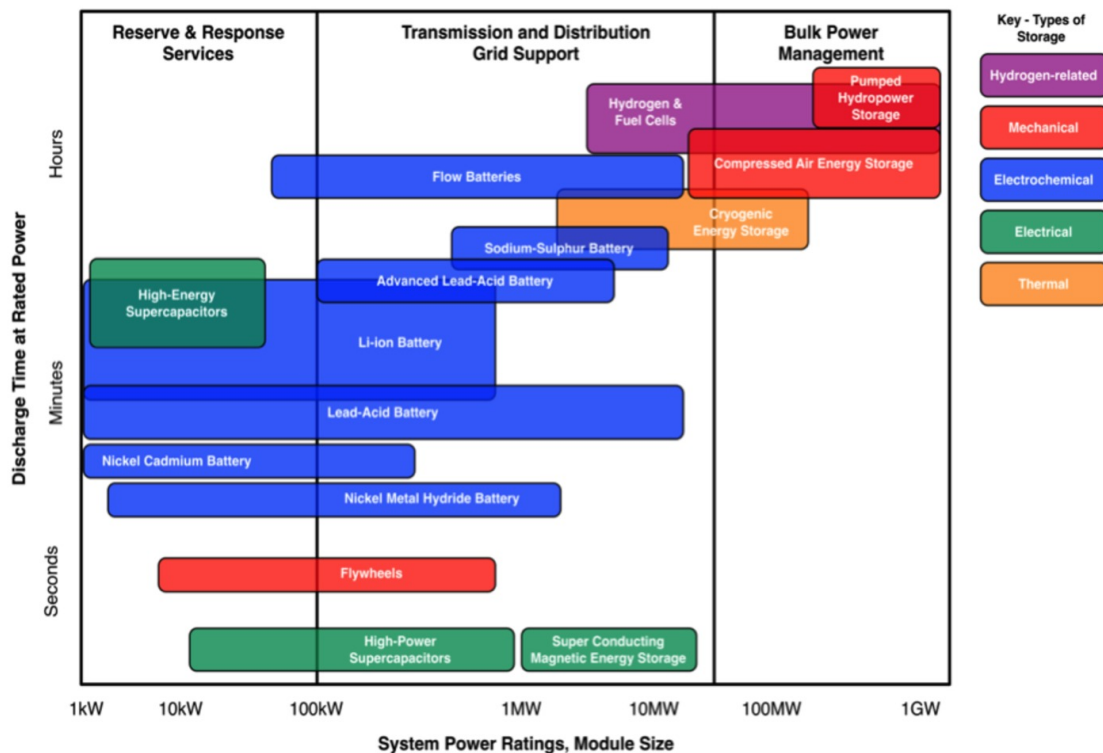 Reserve & Response
Services
Transmission and Distribution
Grid Support
Bulk Power
Management
Key - Types of
Storage
Hydrogen-related
Mechanical
Electrochemical
Electrical
Thermal
Discharge Time at Rated Power
Hours
Minutes
Seconds
Pumped
Hydropower
Storage
Hydrogen &
Fuel Cells
Compressed Air Energy Storage
Flow Batteries
Cryogenic
Energy Storage
Sodium-Sulphur Battery
Advanced Lead-Acid Battery
High-Energy
Supercapacitors
Li-ion Battery
Lead-Acid Battery
Nickel Cadmium Battery
Nickel Metal Hydride Battery
Flywheels
High-Power
Supercapacitors
Super Conducting
Magnetic Energy Storage
1kW 10kW 100kW 1MW 10MW 100MW 1GW
System Power Ratings, Module Size